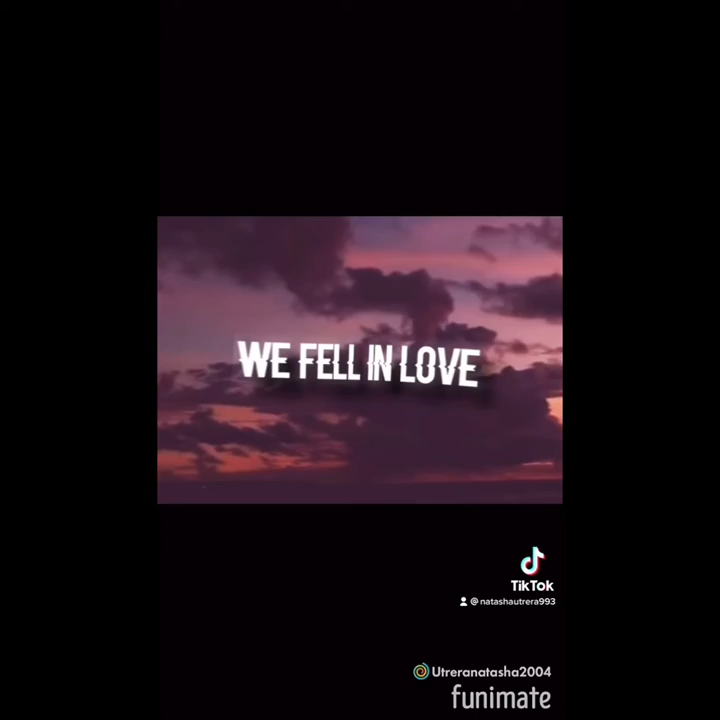 WE FELL IN LOVE
TikTok
@natashautrera993
Utreranatasha2004
funimate